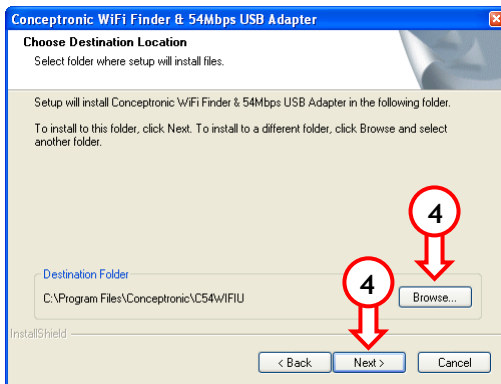 Conceptronic WiFi Finder & 54Mbps USB Adapter
Choose Destination Location
Select folder where setup will install files.
Setup will install Conceptronic WiFi Finder & 54Mbps USB Adapter in the following folder.
To install to this folder, click Next. To install to a different folder, click Browse and select
another folder.
4
Destination Folder
4
C:\Program Files\Conceptronic\C54WIFIU
Browse...
InstallShield
< Back
Next >
Cancel